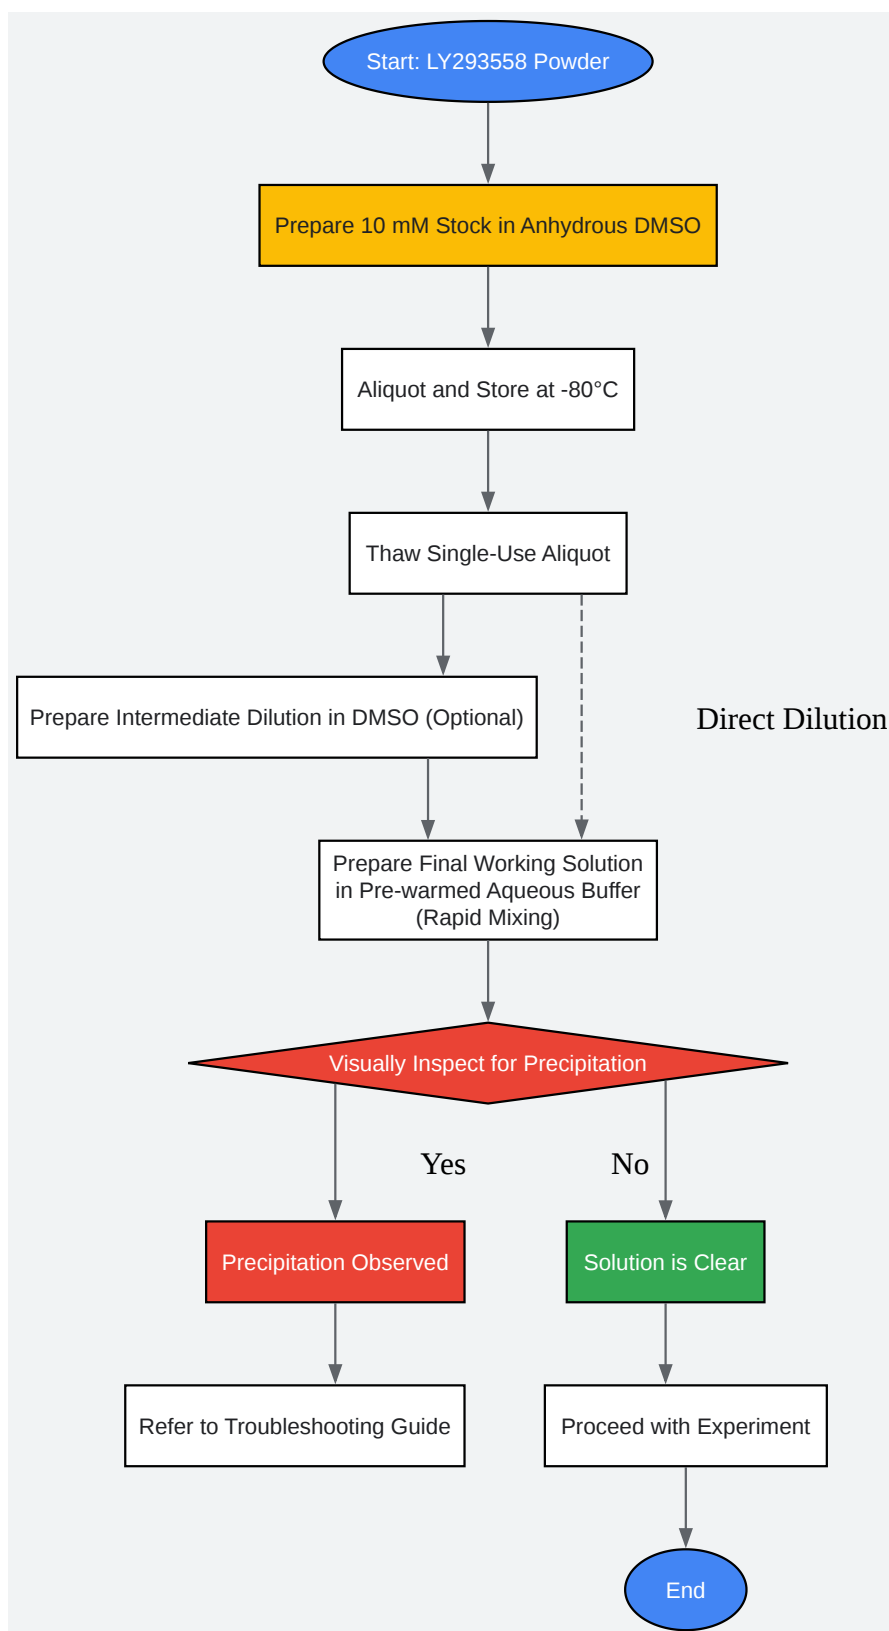 Start: LY293558 Powder
Prepare 10 mM Stock in Anhydrous DMSO
Aliquot and Store at -80°C
Thaw Single-Use Aliquot
Prepare Intermediate Dilution in DMSO (Optional)
Direct Dilution
Prepare Final Working Solution
in Pre-warmed Aqueous Buffer
(Rapid Mixing)
Visually Inspect for Precipitation
Yes
No
Precipitation Observed
Solution is Clear
Refer to Troubleshooting Guide
Proceed with Experiment
End